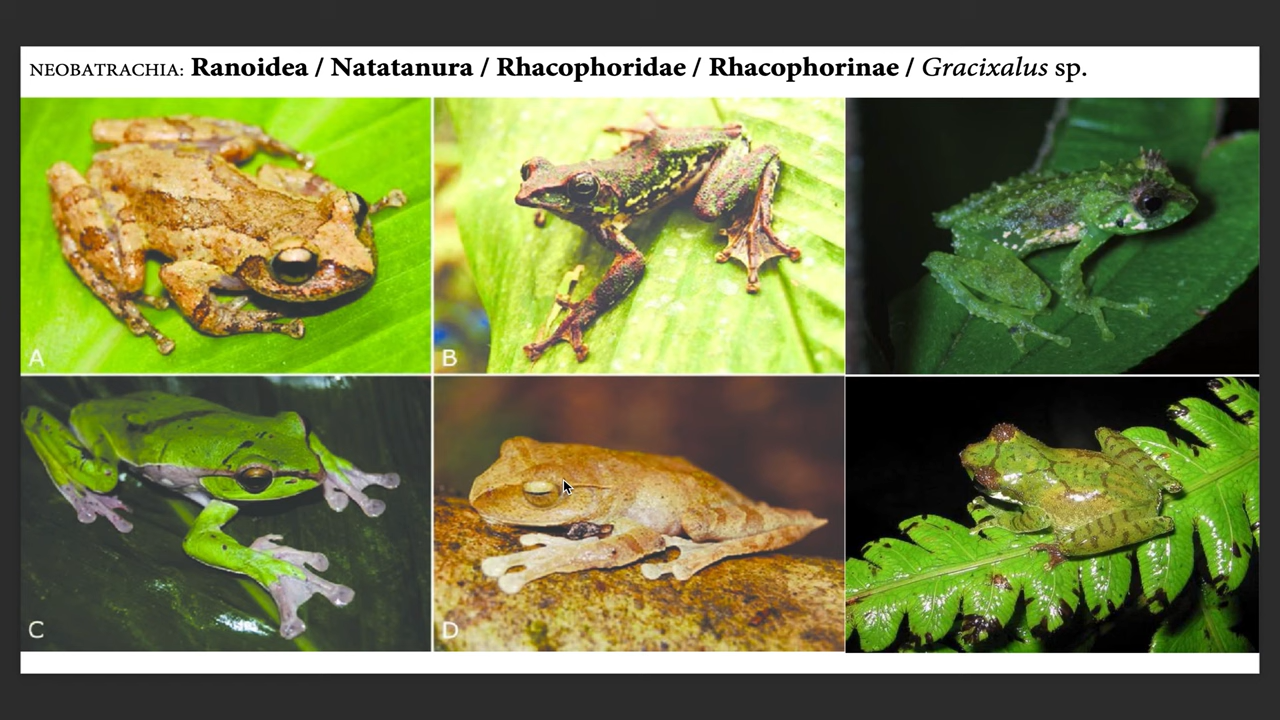 NEOBATRACHIA: Ranoidea / Natatanura / Rhacophoridae / Rhacophorinae / Gracixalus sp.
A
B
C
D